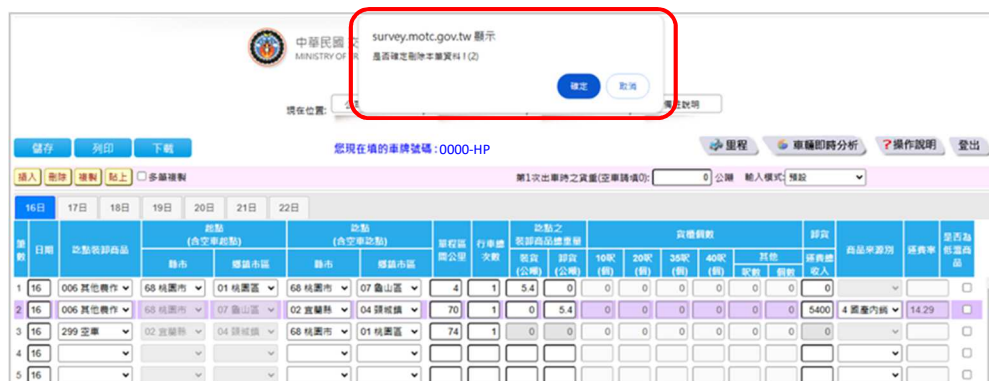 survey.motc.gov.tw 顯示
是否確定刪除本筆資料!(2)
確定 取消
中華民國
MINISTRY OF
現在位置:
儲存 列印 下載
您現在填的車牌號碼:0000-HP
里程 車輛即時分析 ?操作說明 登出
插入 刪除 複製 貼上 多筆複製
第1次出車時之貨重(空車請填0): 0 公噸 輸入模式: 預設
16日 17日 18日 19日 20日 21日 22日
筆數 日期 訖點裝卸商品 起點(含空車起點) 訖點(含空車訖點) 單程區間公里 行車總次數 訖點之裝卸商品總重量 貨櫃個數 卸貨 商品來源別 運費率 是否為低溫商品
縣市 鄉鎮市區 縣市 鄉鎮市區 裝貨(公噸) 卸貨(公噸) 10呎(個) 20呎(個) 35呎(個) 40呎(個) 其他 運費總收入
呎數 個數
1 16 006 其他農作 68 桃園市 01 桃園區 68 桃園市 07 龜山區 4 1 5.4 0 0 0 0 0 0 0 0
2 16 006 其他農作 68 桃園市 07 龜山區 02 宜蘭縣 04 頭城鎮 70 1 0 5.4 0 0 0 0 0 0 5400 4 國產內銷 14.29
3 16 299 空車 02 宜蘭縣 04 頭城鎮 68 桃園市 01 桃園區 74 1 0 0 0 0 0 0 0 0 0
4 16
5 16